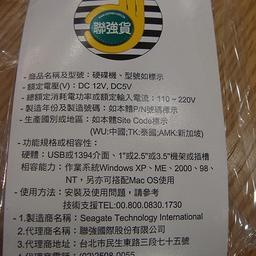 聯強貨
- 商品名稱及型號：硬碟機、型號如標示
- 額定電壓(V)：DC 12V, DC5V
- 總額定消耗電功率或額定輸入電流：110～220V
- 製造年份及製造號碼：如本體P/N號碼標示
- 生產國別或地區：如本體Site Code標示
(WU:中國;TK:泰國;AMK:新加坡)
- 功能規格或相容性：
硬體：USB或1394介面、1"或2.5"或3.5"機架或插槽
相容能力：作業系統Windows XP、ME、2000、98、
NT，另亦可搭配Mac OS使用
- 使用方法：安裝及使用問題，請參考
技術支援TEL:00.800.0830.1730
- 1.製造商名稱：Seagate Technology International
2.代理商名稱：聯強國際股份有限公司
3.代理商地址：台北市民生東路三段七十五號
4.代理商電話：(02)2508-0055